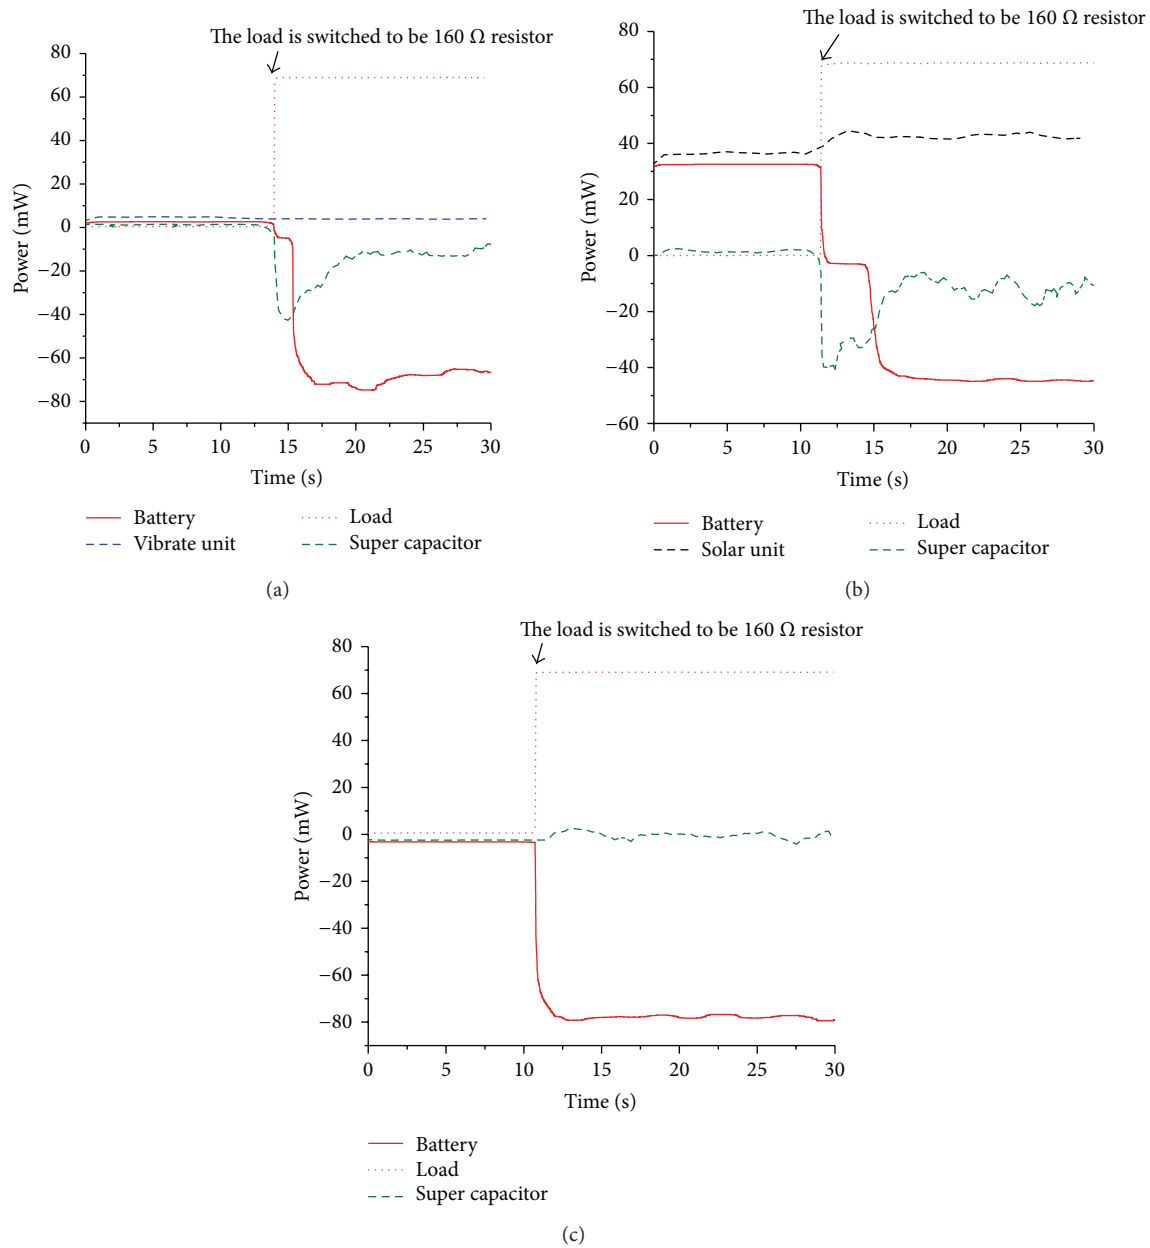 The load is switched to be 160 Ω resistor
80
60
40
20
0
−20
−40
−60
−80
Power (mW)
0 5 10 15 20 25 30
Time (s)
Battery
Vibrate unit
Load
Super capacitor
(a)
The load is switched to be 160 Ω resistor
80
60
40
20
0
−20
−40
−60
Power (mW)
0 5 10 15 20 25 30
Time (s)
Battery
Solar unit
Load
Super capacitor
(b)
The load is switched to be 160 Ω resistor
80
60
40
20
0
−20
−40
−60
−80
Power (mW)
0 5 10 15 20 25 30
Time (s)
Battery
Load
Super capacitor
(c)